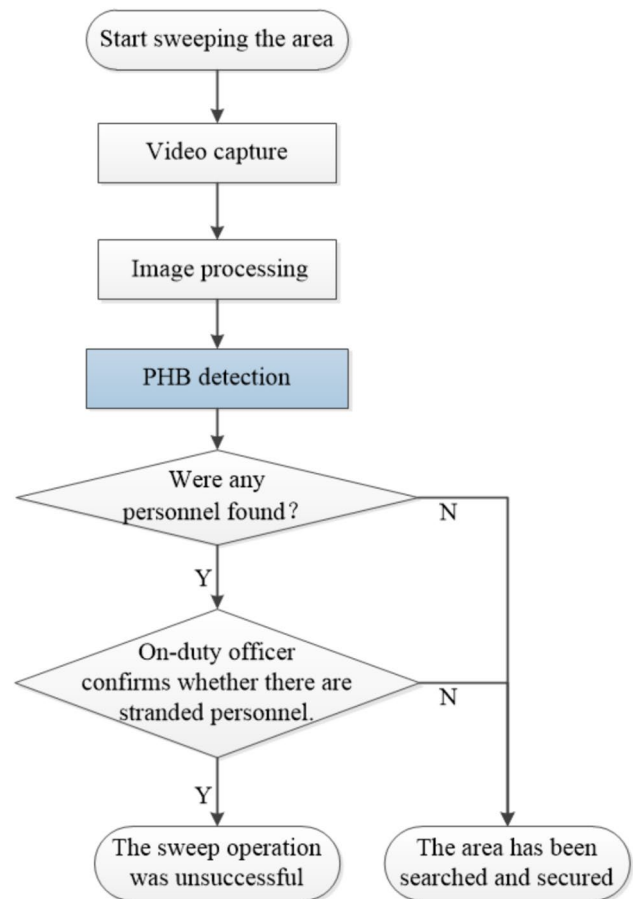 Start sweeping the area
Video capture
Image processing
PHB detection
Were any
personnel found？
N
Y
On-duty officer
confirms whether there are
stranded personnel.
N
Y
The sweep operation
was unsuccessful
The area has been
searched and secured